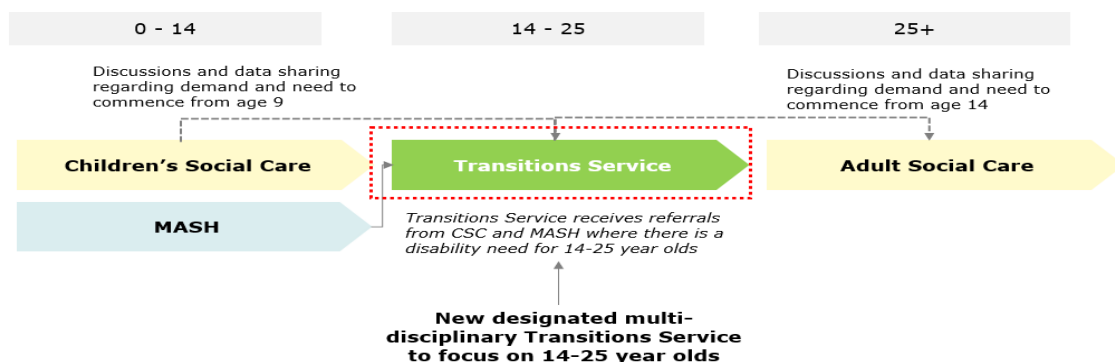 0 - 14
14 - 25
25+
Discussions and data sharing
regarding demand and need to
commence from age 9
Discussions and data sharing
regarding demand and need to
commence from age 14
Children's Social Care
Transitions Service
Adult Social Care
MASH
Transitions Service receives referrals
from CSC and MASH where there is a
disability need for 14-25 year olds
New designated multi-
disciplinary Transitions Service
to focus on 14-25 year olds